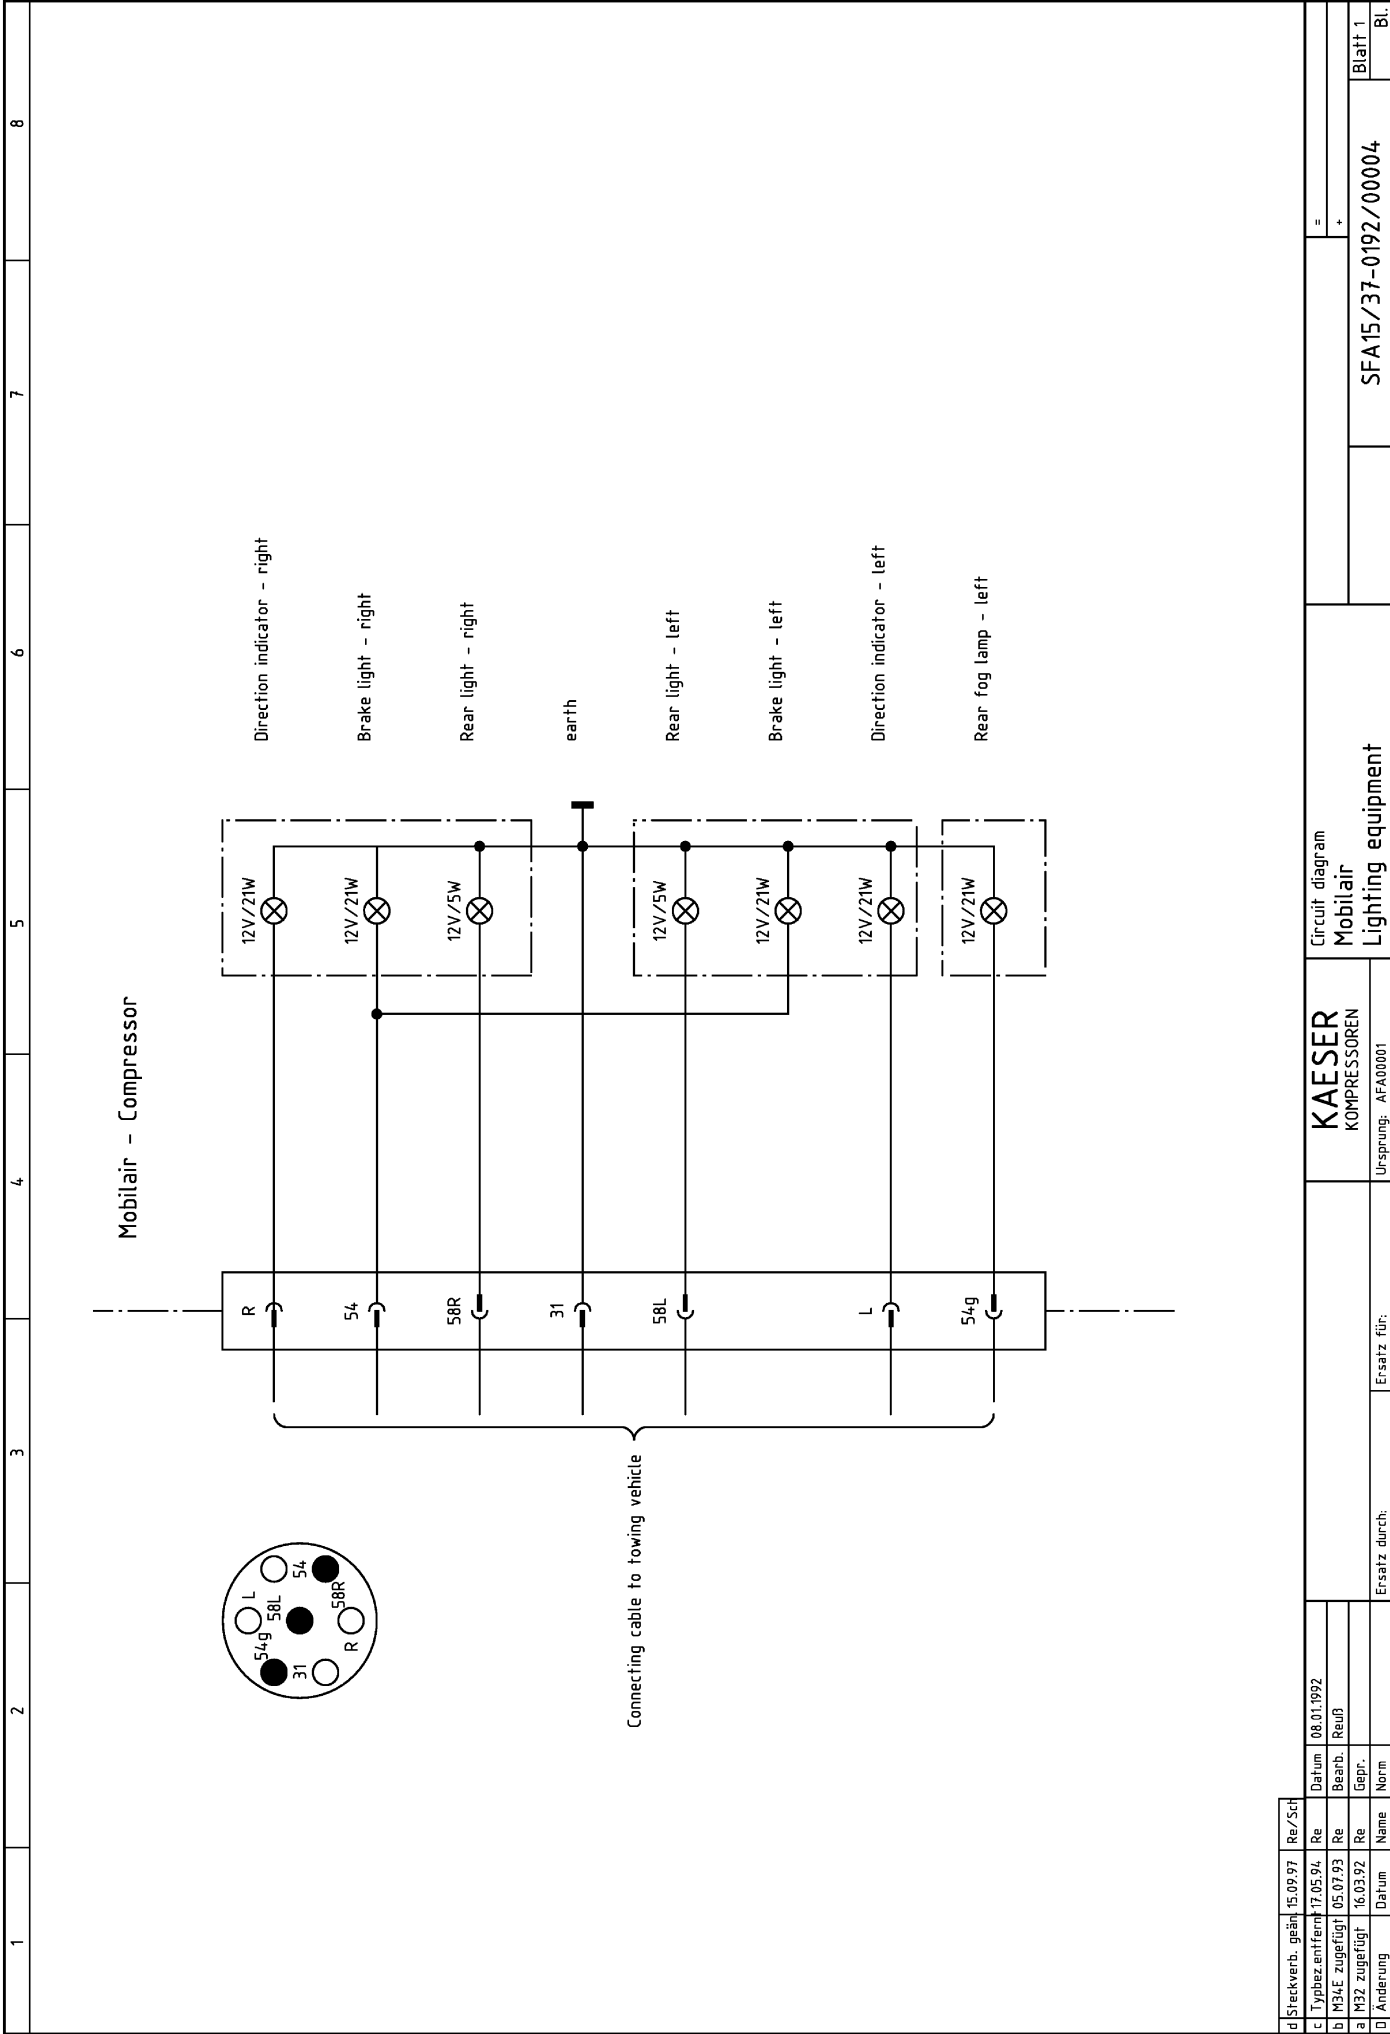 1
2
3
4
5
6
7
8
Mobilair - Compressor
L
54g
58L
54
31
58R
R
R
12V/21W
Direction indicator - right
54
12V/21W
Brake light - right
58R
12V/5W
Rear light - right
31
earth
58L
12V/5W
Rear light - left
12V/21W
Brake light - left
L
12V/21W
Direction indicator - left
54g
12V/21W
Rear fog lamp - left
Connecting cable to towing vehicle
d Steckverb. geän. 15.09.97 Re/Sch
c Typbez.entfernt 17.05.94 Re Datum 08.01.1992
b M34E zugefügt 05.07.93 Re Bearb. Reuß
a M32 zugefügt 16.03.92 Re Gepr.
Änderung Datum Name Norm
Ersatz durch:
Ersatz für:
KAESER
KOMPRESSOREN
Ursprung: AFA00001
Circuit diagram
Mobilair
Lighting equipment
=
+
SFA15/37-0192/00004
Blatt 1
Bl.